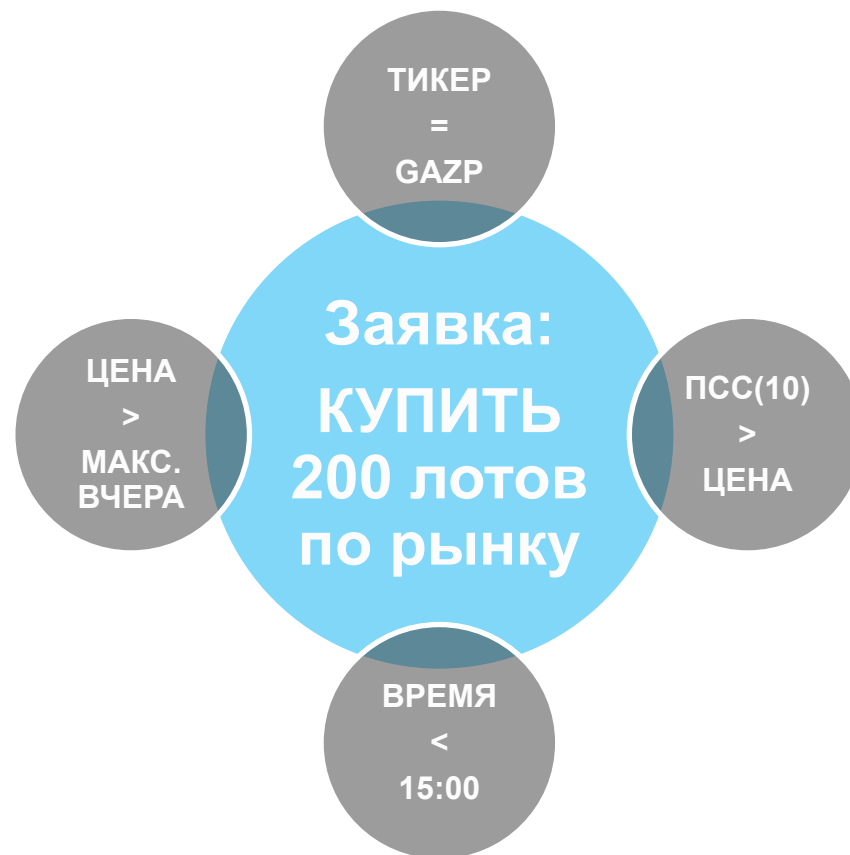 ТИКЕР
=
GAZP
ЦЕНА
>
МАКС.
ВЧЕРА
Заявка:
КУПИТЬ
200 лотов
по рынку
ПСС(10)
>
ЦЕНА
ВРЕМЯ
<
15:00